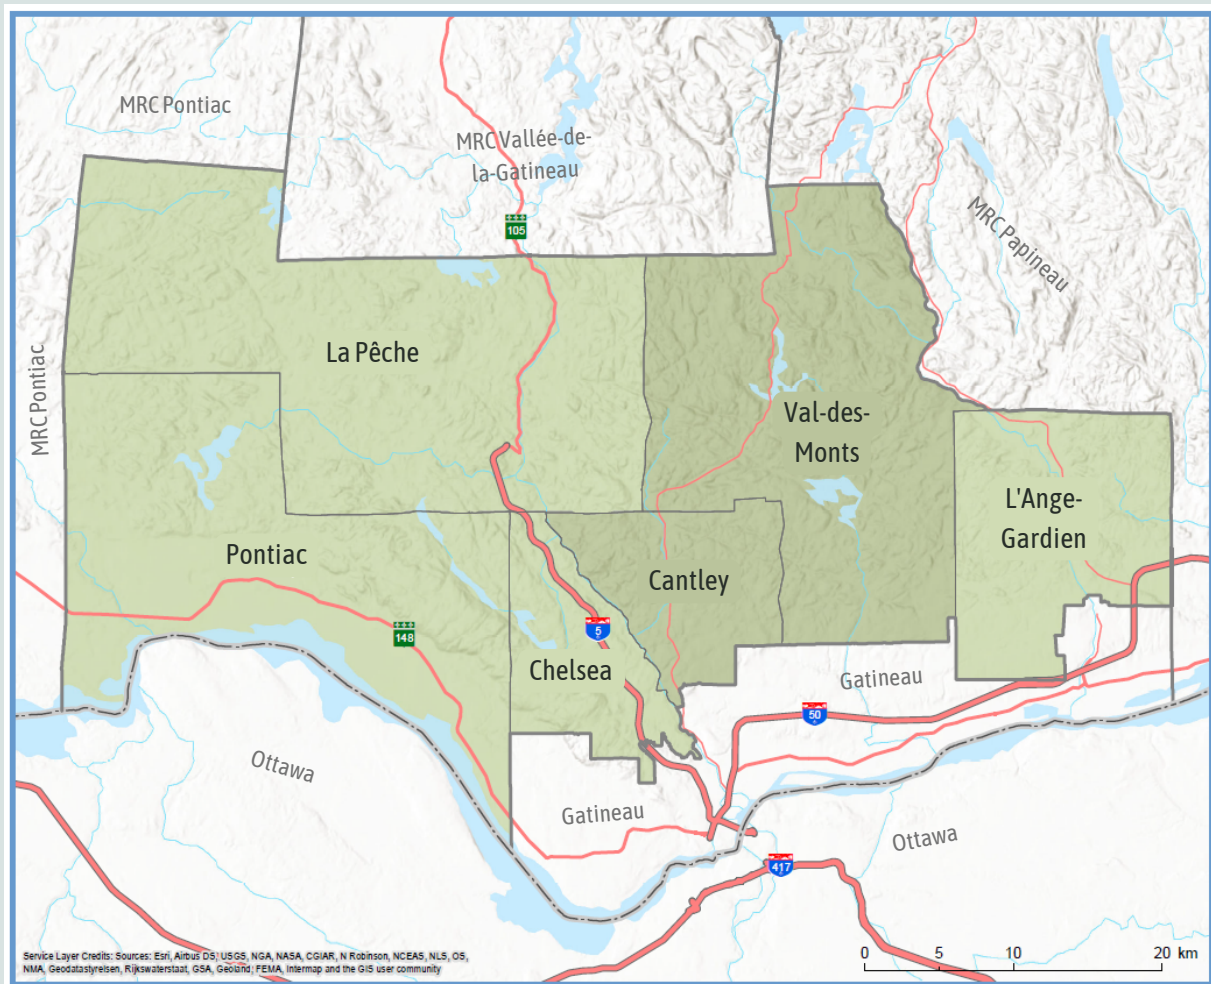 MRC Pontiac
MRC Vallée-de-
la-Gatineau
105
MRC Papineau
MRC Pontiac
La Pêche
Val-des-
Monts
L'Ange-
Gardien
Pontiac
Cantley
148
5
Chelsea
Gatineau
50
Ottawa
Gatineau
Ottawa
417
Service Layer Credits: Sources: Esri, Airbus DS, USGS, NGA, NASA, CGIAR, N Robinson, NCEAS, NLS, OS,
NMA, Geodatastyrelsen, Rijkswaterstaat, GSA, Geoland, FEMA, Intermap and the GIS user community
0 5 10 20 km